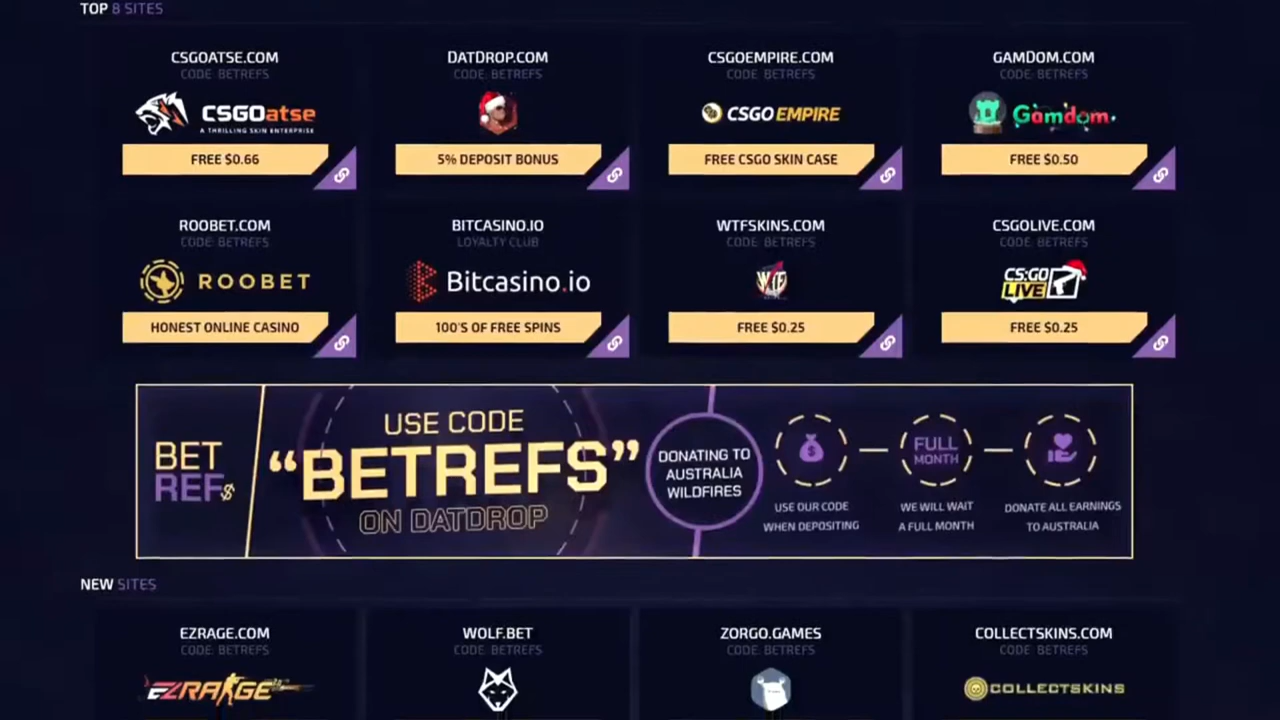 TOP 8 SITES
CSGOATSE.COM
CODE: BETREFS
CSGOatse
A THRILLING SKIN ENTERPRISE
FREE $0.66
DATDROP.COM
CODE: BETREFS
5% DEPOSIT BONUS
CSGOEMPIRE.COM
CODE: BETREFS
CSGO EMPIRE
FREE CSGO SKIN CASE
GAMDOM.COM
CODE: BETREFS
Gamdom
FREE $0.50
ROOBET.COM
CODE: BETREFS
ROOBET
HONEST ONLINE CASINO
BITCASINO.IO
LOYALTY CLUB
Bitcasino.io
100'S OF FREE SPINS
WTFSKINS.COM
CODE: BETREFS
WTF
FREE $0.25
CSGOLIVE.COM
CODE: BETREFS
CS:GO
LIVE
FREE $0.25
BET
REF$
USE CODE
“BETREFS”
ON DATDROP
DONATING TO
AUSTRALIA
WILDFIRES
$
USE OUR CODE
WHEN DEPOSITING
FULL
MONTH
WE WILL WAIT
A FULL MONTH
DONATE ALL EARNINGS
TO AUSTRALIA
NEW SITES
EZRAGE.COM
CODE: BETREFS
EZRAGE
WOLF.BET
CODE: BETREFS
ZORGO.GAMES
CODE: BETREFS
COLLECTSKINS.COM
CODE: BETREFS
COLLECTSKINS